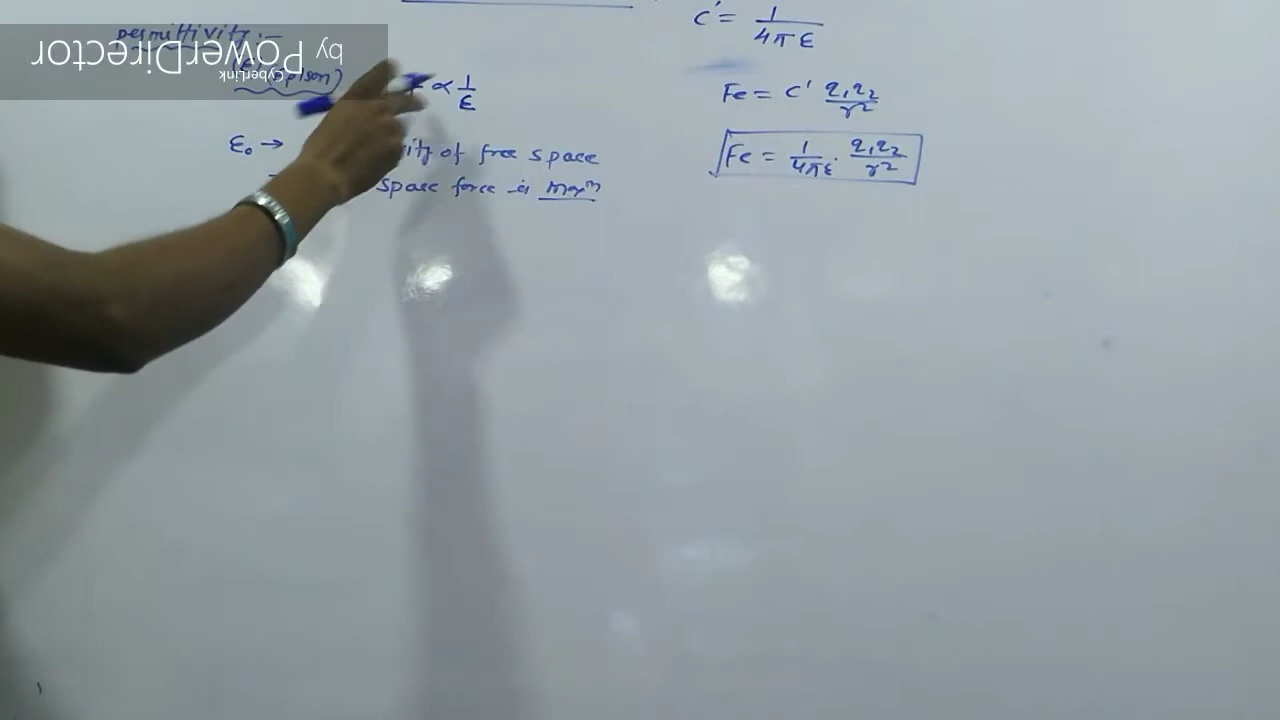 Permittivity :-
by PowerDirector
CyberLink
∝ 1/ε
ε₀ →
ity of free space
space force is maxᵐ
C' = 1/4πε
Fe = C' q₁q₂/r²
Fe = 1/4πε · q₁q₂/r²